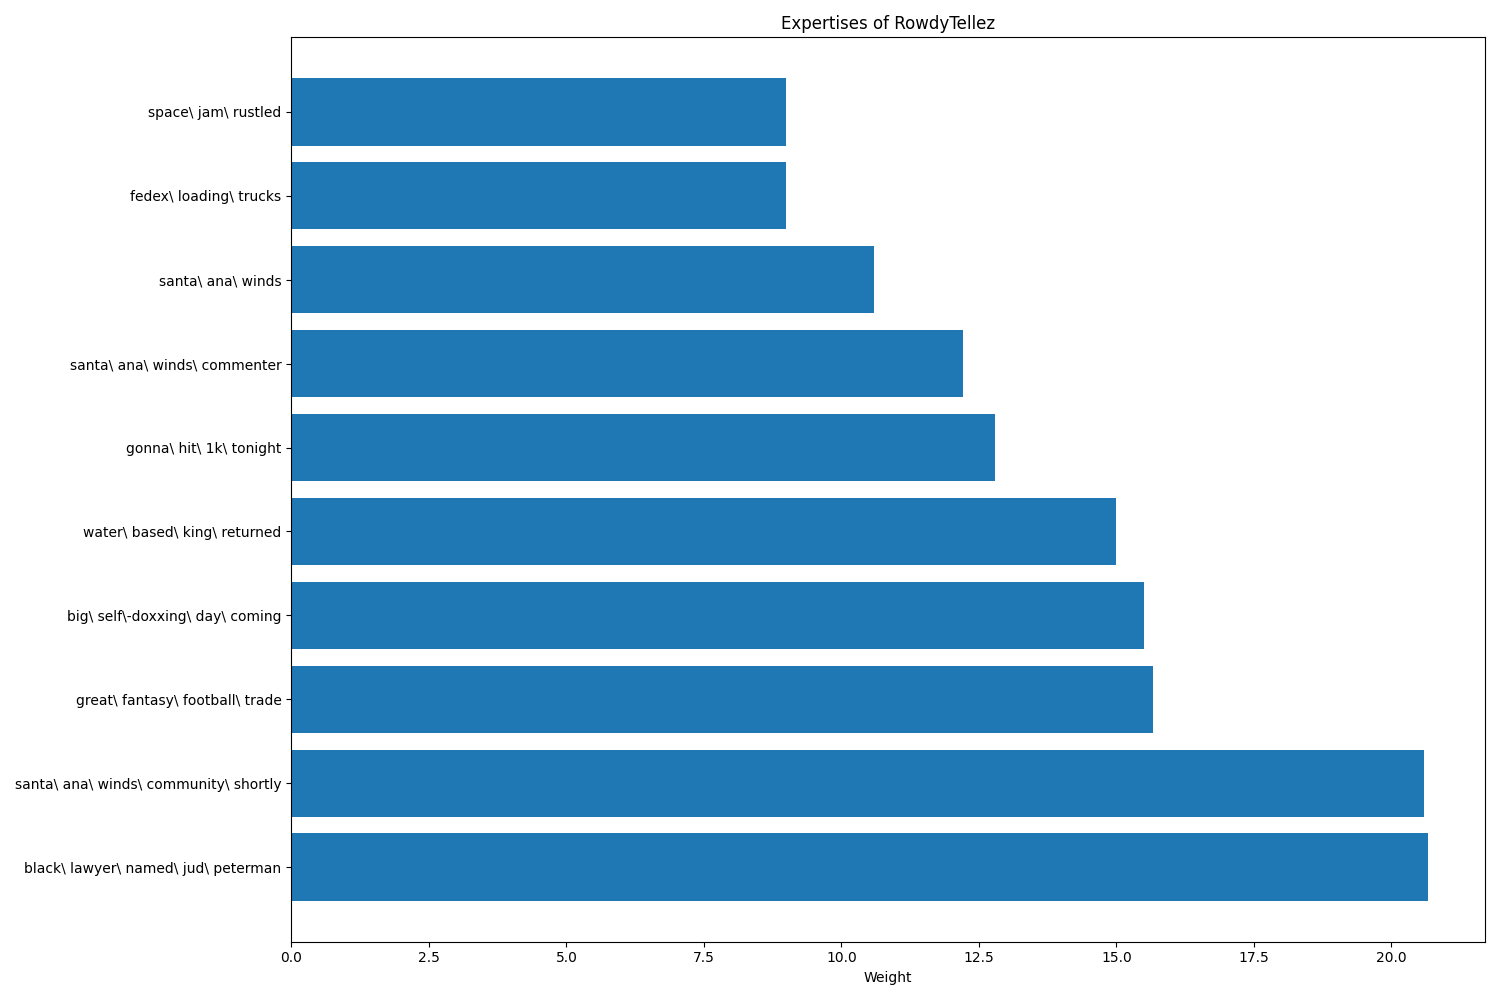 Expertises of RowdyTellez
space\ jam\ rustled
fedex\ loading\ trucks
santa\ ana\ winds
santa\ ana\ winds\ commenter
gonna\ hit\ 1k\ tonight
water\ based\ king\ returned
big\ self\-doxxing\ day\ coming
great\ fantasy\ football\ trade
santa\ ana\ winds\ community\ shortly
black\ lawyer\ named\ jud\ peterman
0.0 2.5 5.0 7.5 10.0 12.5 15.0 17.5 20.0
Weight